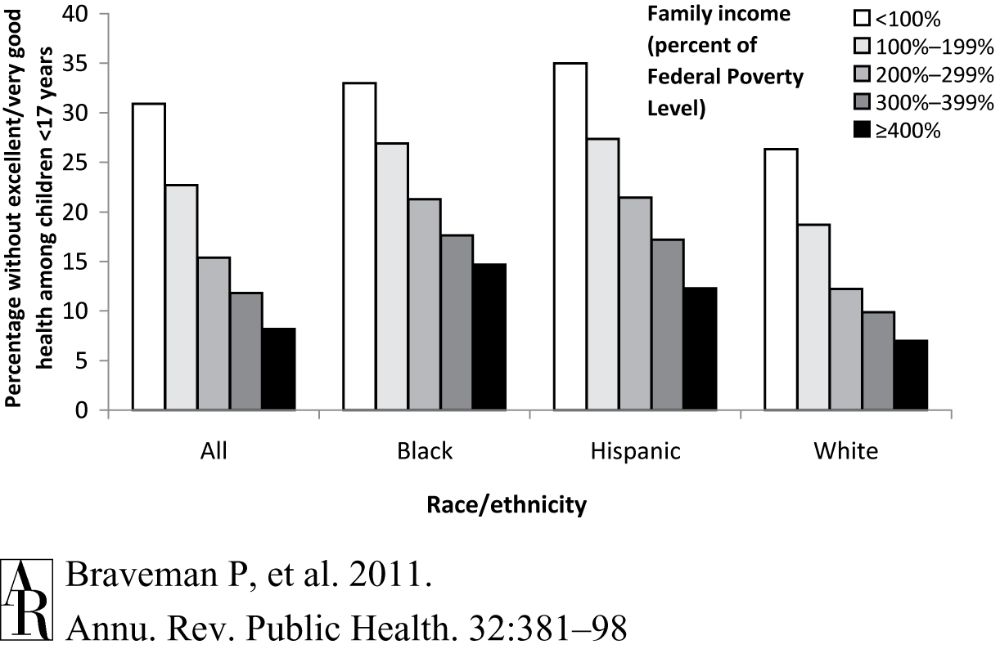 Percentage without excellent/very good
health among children <17 years
40
35
30
25
20
15
10
5
0
Family income
(percent of
Federal Poverty
Level)
<100%
100%–199%
200%–299%
300%–399%
≥400%
All
Black
Hispanic
White
Race/ethnicity
AR
Braveman P, et al. 2011.
Annu. Rev. Public Health. 32:381–98